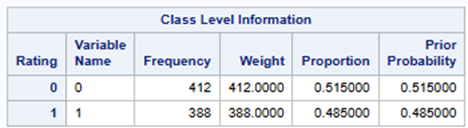 Class Level Information
Rating Variable Name Frequency Weight Proportion Prior Probability
0 0 412 412.0000 0.515000 0.515000
1 1 388 388.0000 0.485000 0.485000